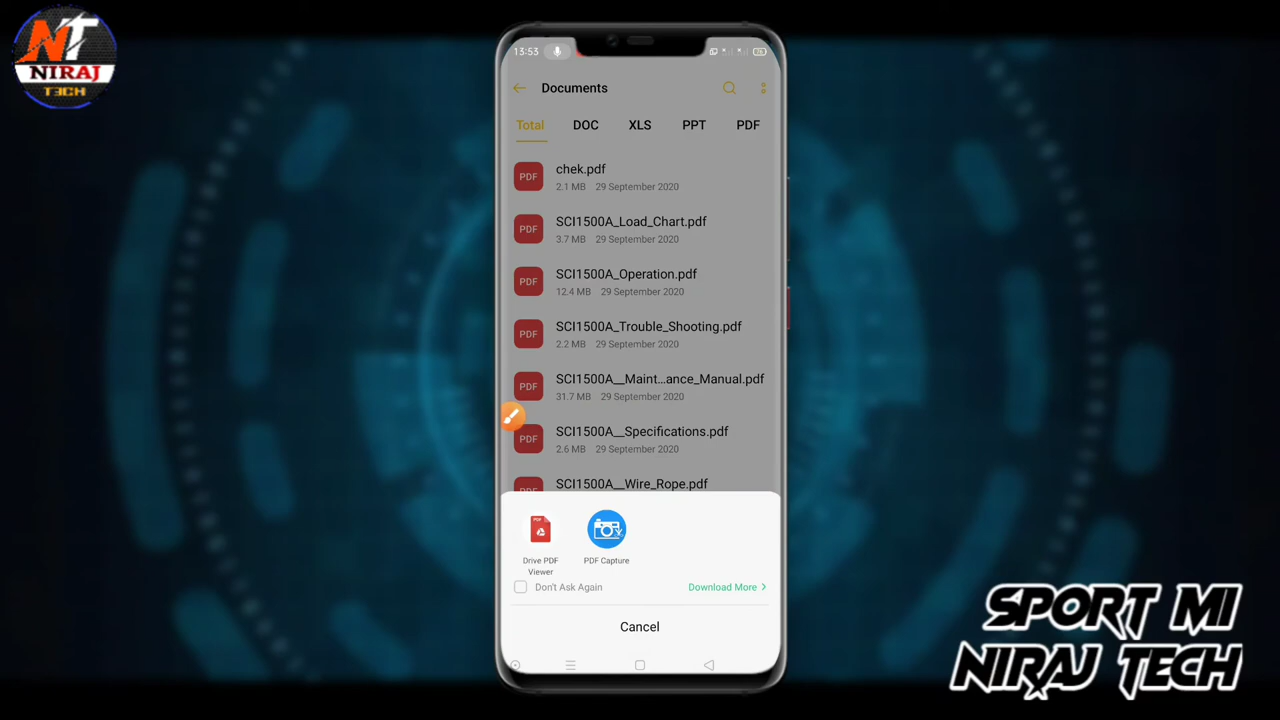 NT
NIRAJ
TECH
13:53
Documents
Total DOC XLS PPT PDF
PDF chek.pdf
2.1 MB 29 September 2020
PDF SCI1500A_Load_Chart.pdf
3.7 MB 29 September 2020
PDF SCI1500A_Operation.pdf
12.4 MB 29 September 2020
PDF SCI1500A_Trouble_Shooting.pdf
2.2 MB 29 September 2020
PDF SCI1500A__Maint...ance_Manual.pdf
31.7 MB 29 September 2020
PDF SCI1500A__Specifications.pdf
2.6 MB 29 September 2020
PDF SCI1500A__Wire_Rope.pdf
PDF
Drive PDF
Viewer
PDF Capture
Don't Ask Again
Download More >
Cancel
SPORT MI
NIRAJ TECH